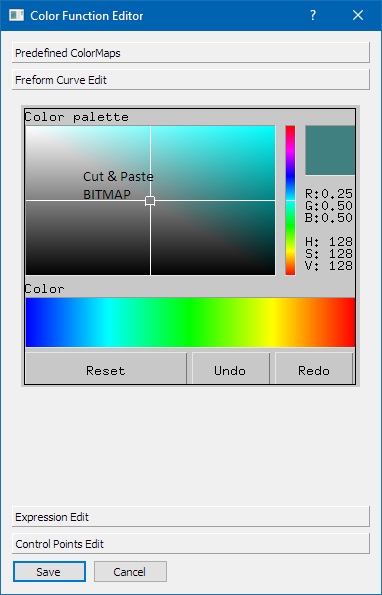 Color Function Editor
Predefined ColorMaps
Freform Curve Edit
Color palette
Cut & Paste
BITMAP
R:0.25
G:0.50
B:0.50
H: 128
S: 128
V: 128
Color
Reset Undo Redo
Expression Edit
Control Points Edit
Save Cancel